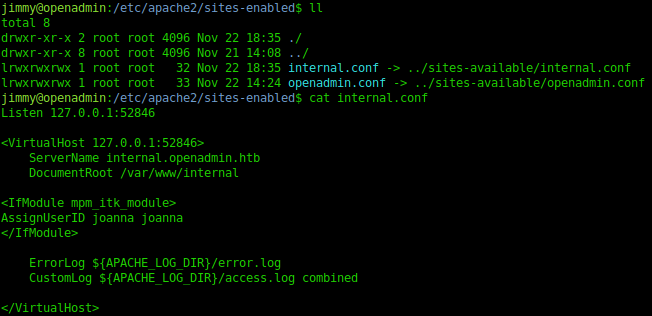 jimmy@openadmin:/etc/apache2/sites-enabled$ ll
total 8
drwxr-xr-x 2 root root 4096 Nov 22 18:35 ./
drwxr-xr-x 8 root root 4096 Nov 21 14:08 ../
lrwxrwxrwx 1 root root   32 Nov 22 18:35 internal.conf -> ../sites-available/internal.conf
lrwxrwxrwx 1 root root   33 Nov 22 14:24 openadmin.conf -> ../sites-available/openadmin.conf
jimmy@openadmin:/etc/apache2/sites-enabled$ cat internal.conf
Listen 127.0.0.1:52846

<VirtualHost 127.0.0.1:52846>
    ServerName internal.openadmin.htb
    DocumentRoot /var/www/internal

<IfModule mpm_itk_module>
AssignUserID joanna joanna
</IfModule>

    ErrorLog ${APACHE_LOG_DIR}/error.log
    CustomLog ${APACHE_LOG_DIR}/access.log combined

</VirtualHost>